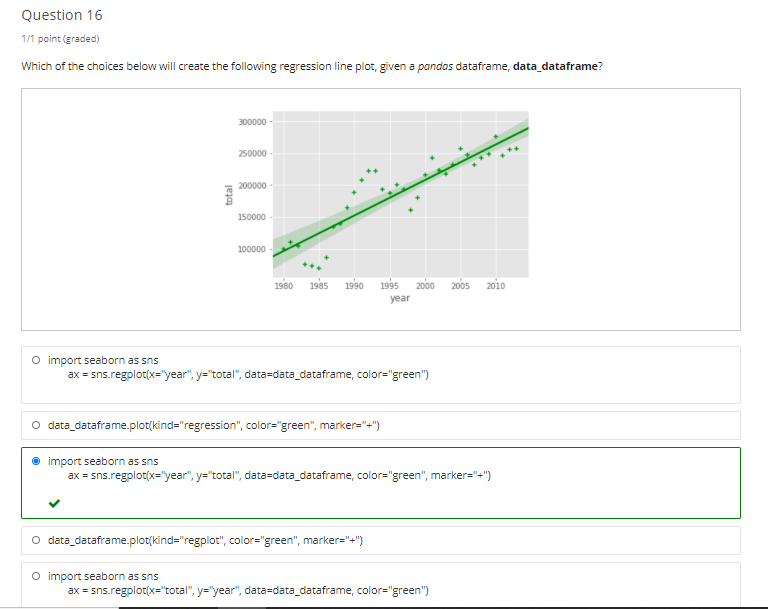 Question 16
1/1 point (graded)
Which of the choices below will create the following regression line plot, given a pandas dataframe, data_dataframe?
300000
250000
200000
150000
100000
total
1980 1985 1990 1995 2000 2005 2010
year
import seaborn as sns
ax = sns.regplot(x="year", y="total", data=data_dataframe, color="green")
data_dataframe.plot(kind="regression", color="green", marker="+")
import seaborn as sns
ax = sns.regplot(x="year", y="total", data=data_dataframe, color="green", marker="+")
data_dataframe.plot(kind="regplot", color="green", marker="+")
import seaborn as sns
ax = sns.regplot(x="total", y="year", data=data_dataframe, color="green")